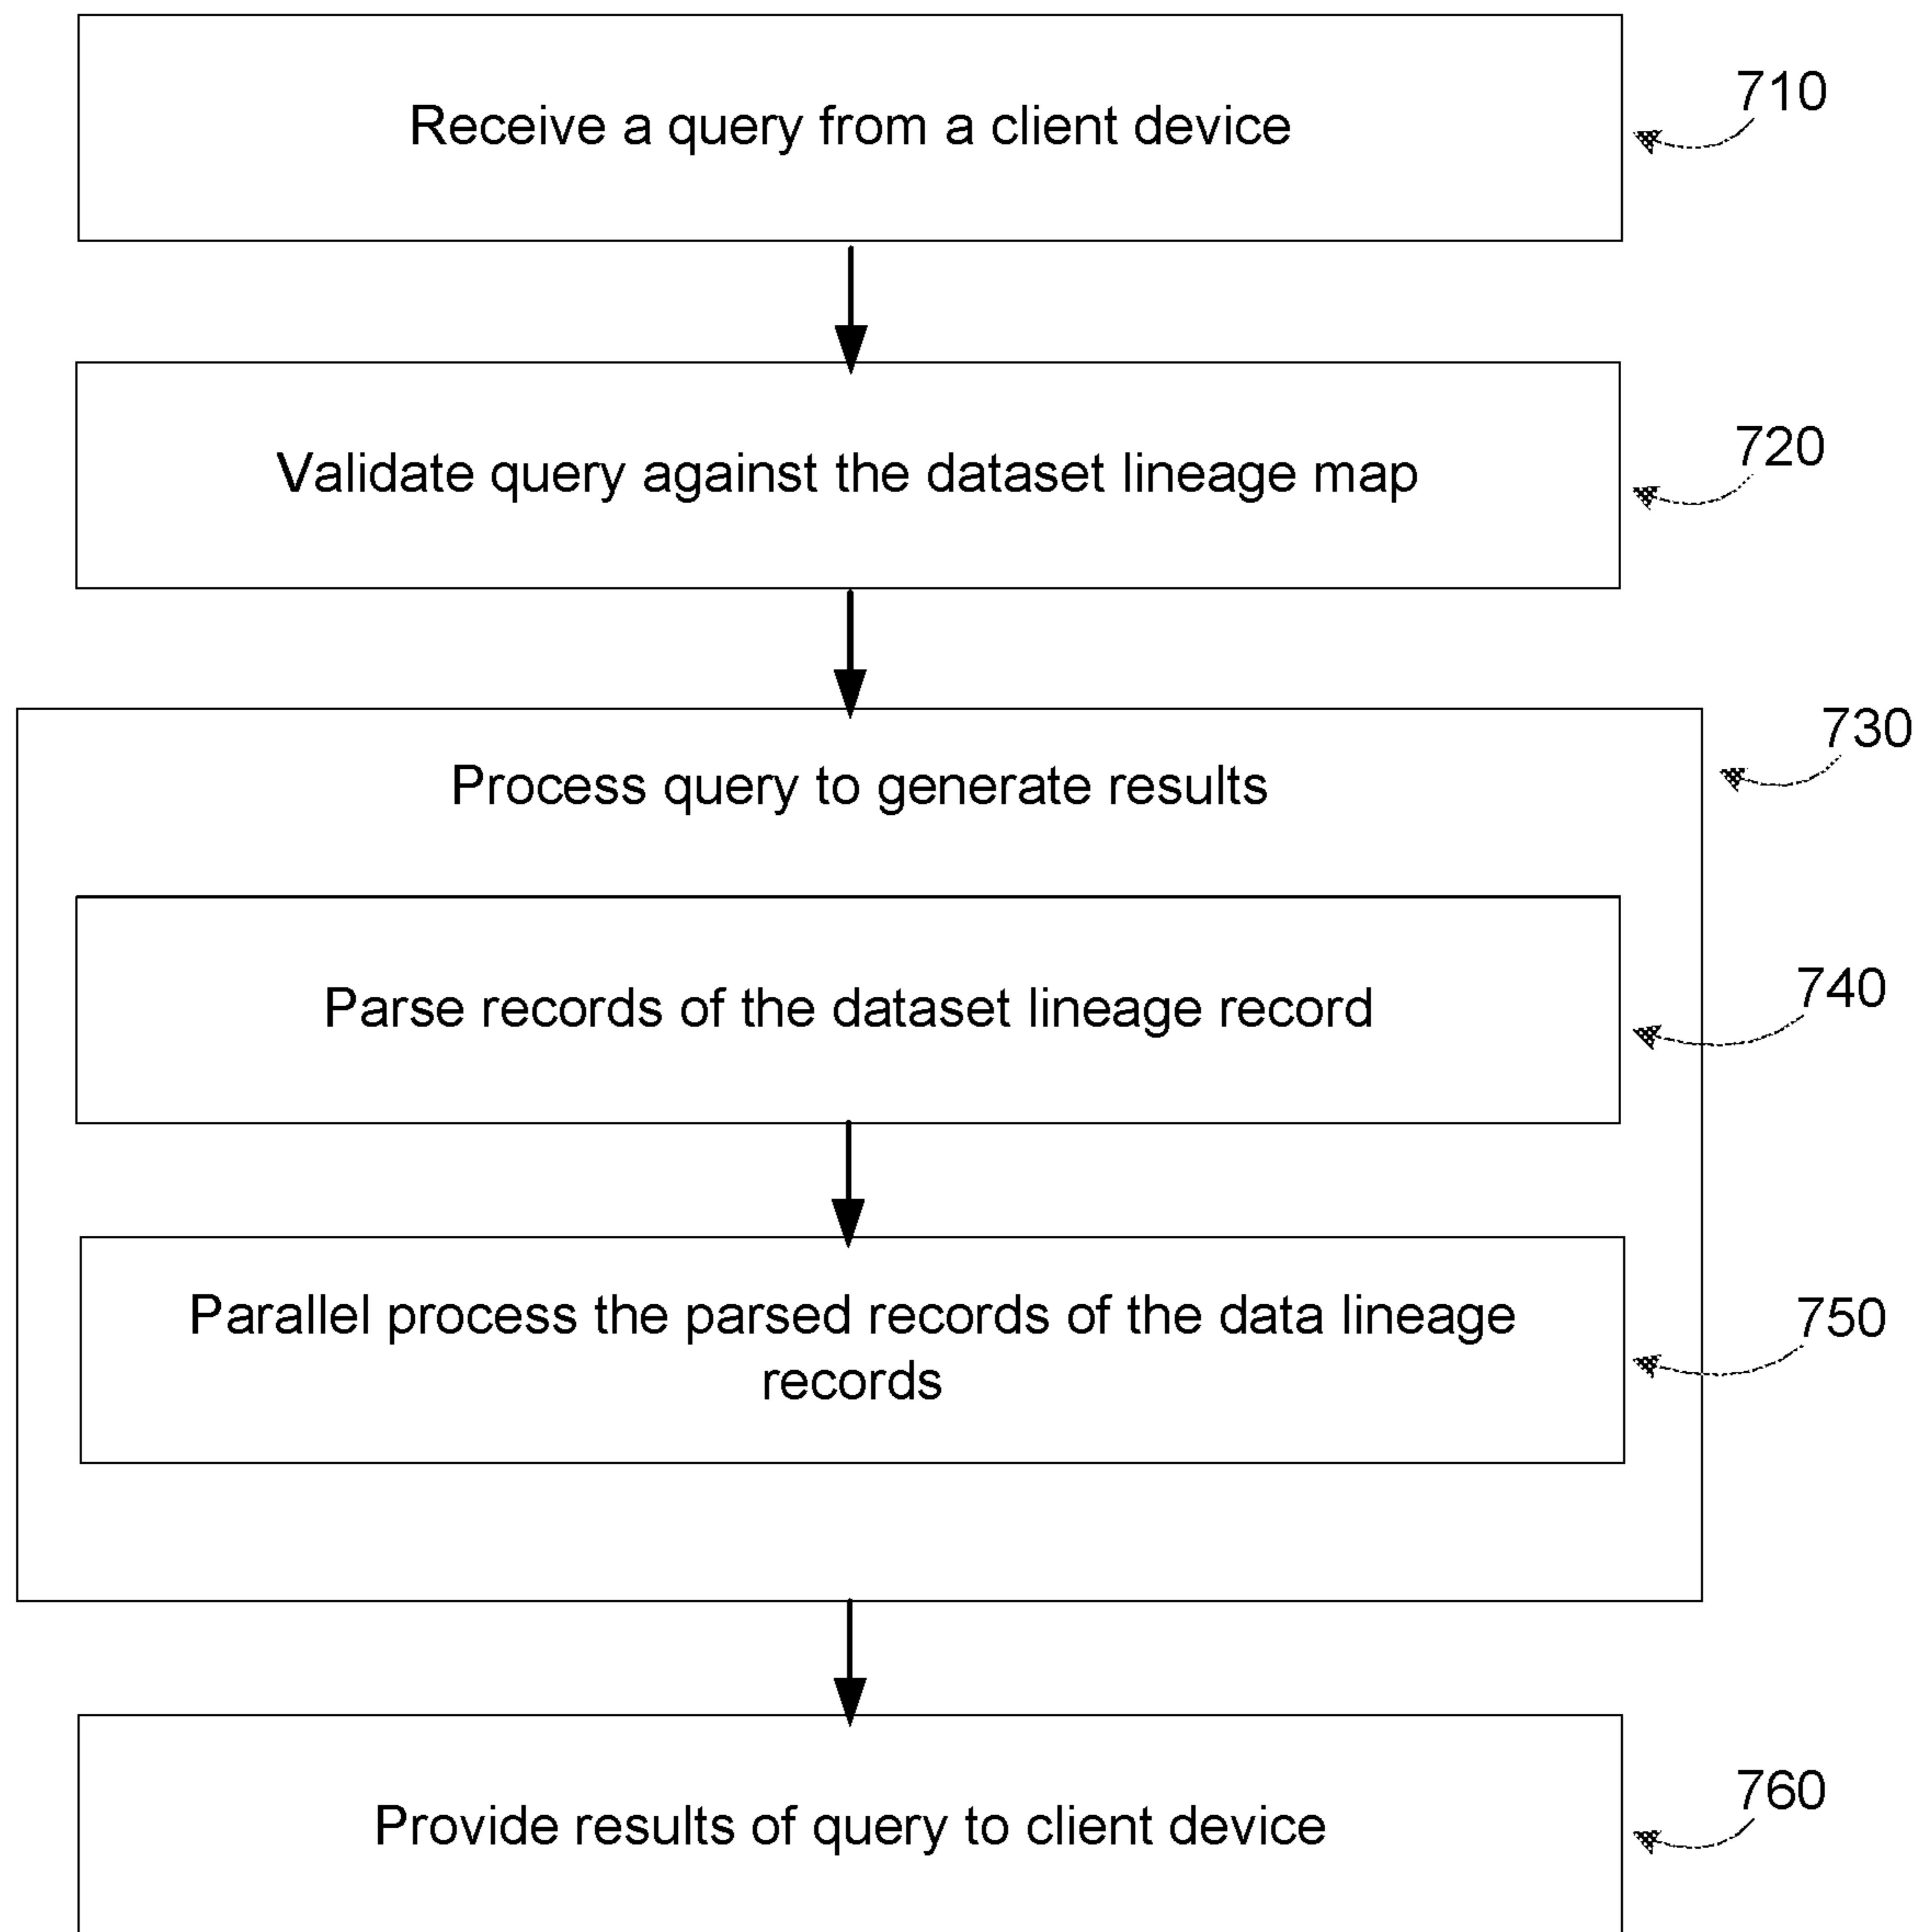 Receive a query from a client device
710
Validate query against the dataset lineage map
720
Process query to generate results
730
Parse records of the dataset lineage record
740
Parallel process the parsed records of the data lineage
records
750
Provide results of query to client device
760